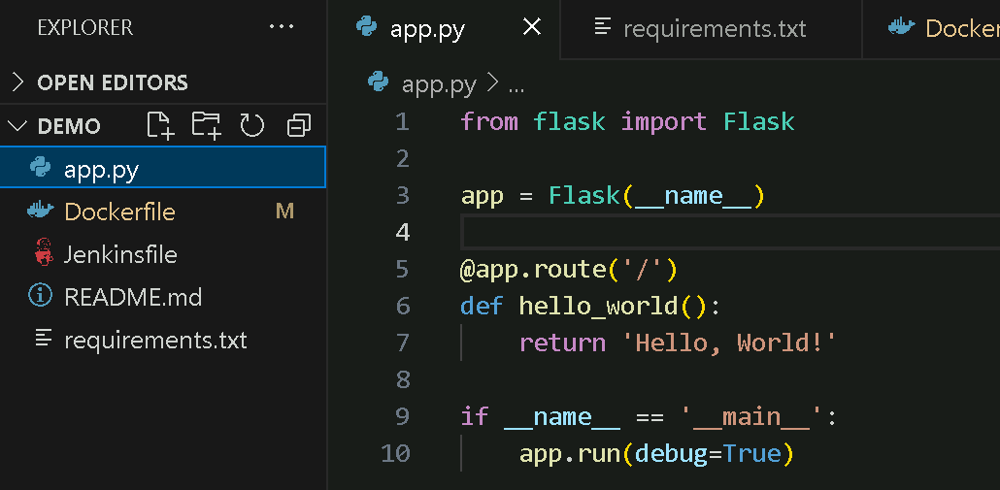 EXPLORER ...
OPEN EDITORS
DEMO
app.py
Dockerfile M
Jenkinsfile
README.md
requirements.txt
app.py requirements.txt Docker
app.py > ...
1 from flask import Flask
2
3 app = Flask(__name__)
4
5 @app.route('/')
6 def hello_world():
7     return 'Hello, World!'
8
9 if __name__ == '__main__':
10     app.run(debug=True)